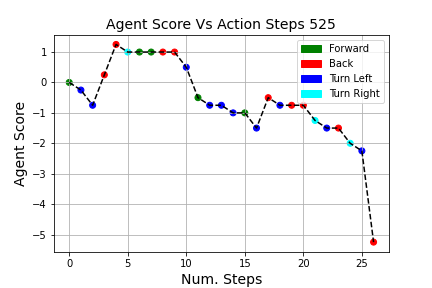 Agent Score Vs Action Steps 525
Forward
Back
Turn Left
Turn Right
Agent Score
1
0
−1
−2
−3
−4
−5
0 5 10 15 20 25
Num. Steps